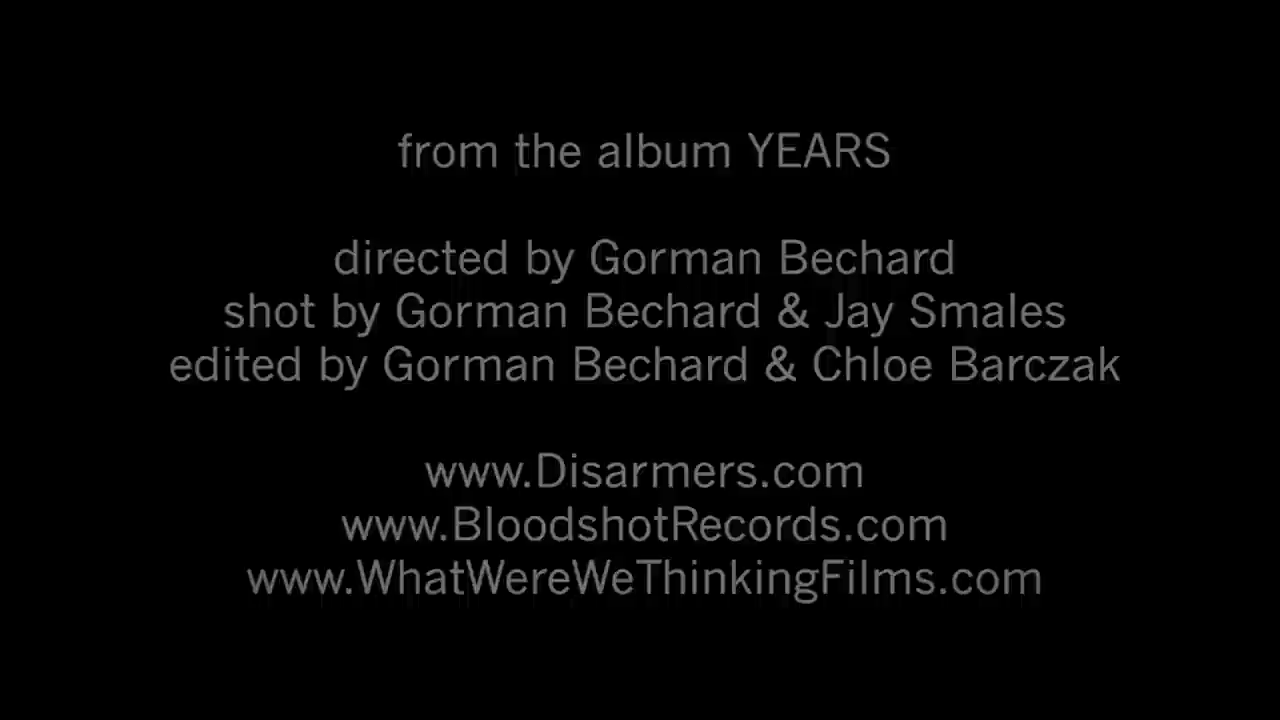 from the album YEARS
directed by Gorman Bechard
shot by Gorman Bechard & Jay Smales
edited by Gorman Bechard & Chloe Barczak
www.Disarmers.com
www.BloodshotRecords.com
www.WhatWereWeThinkingFilms.com